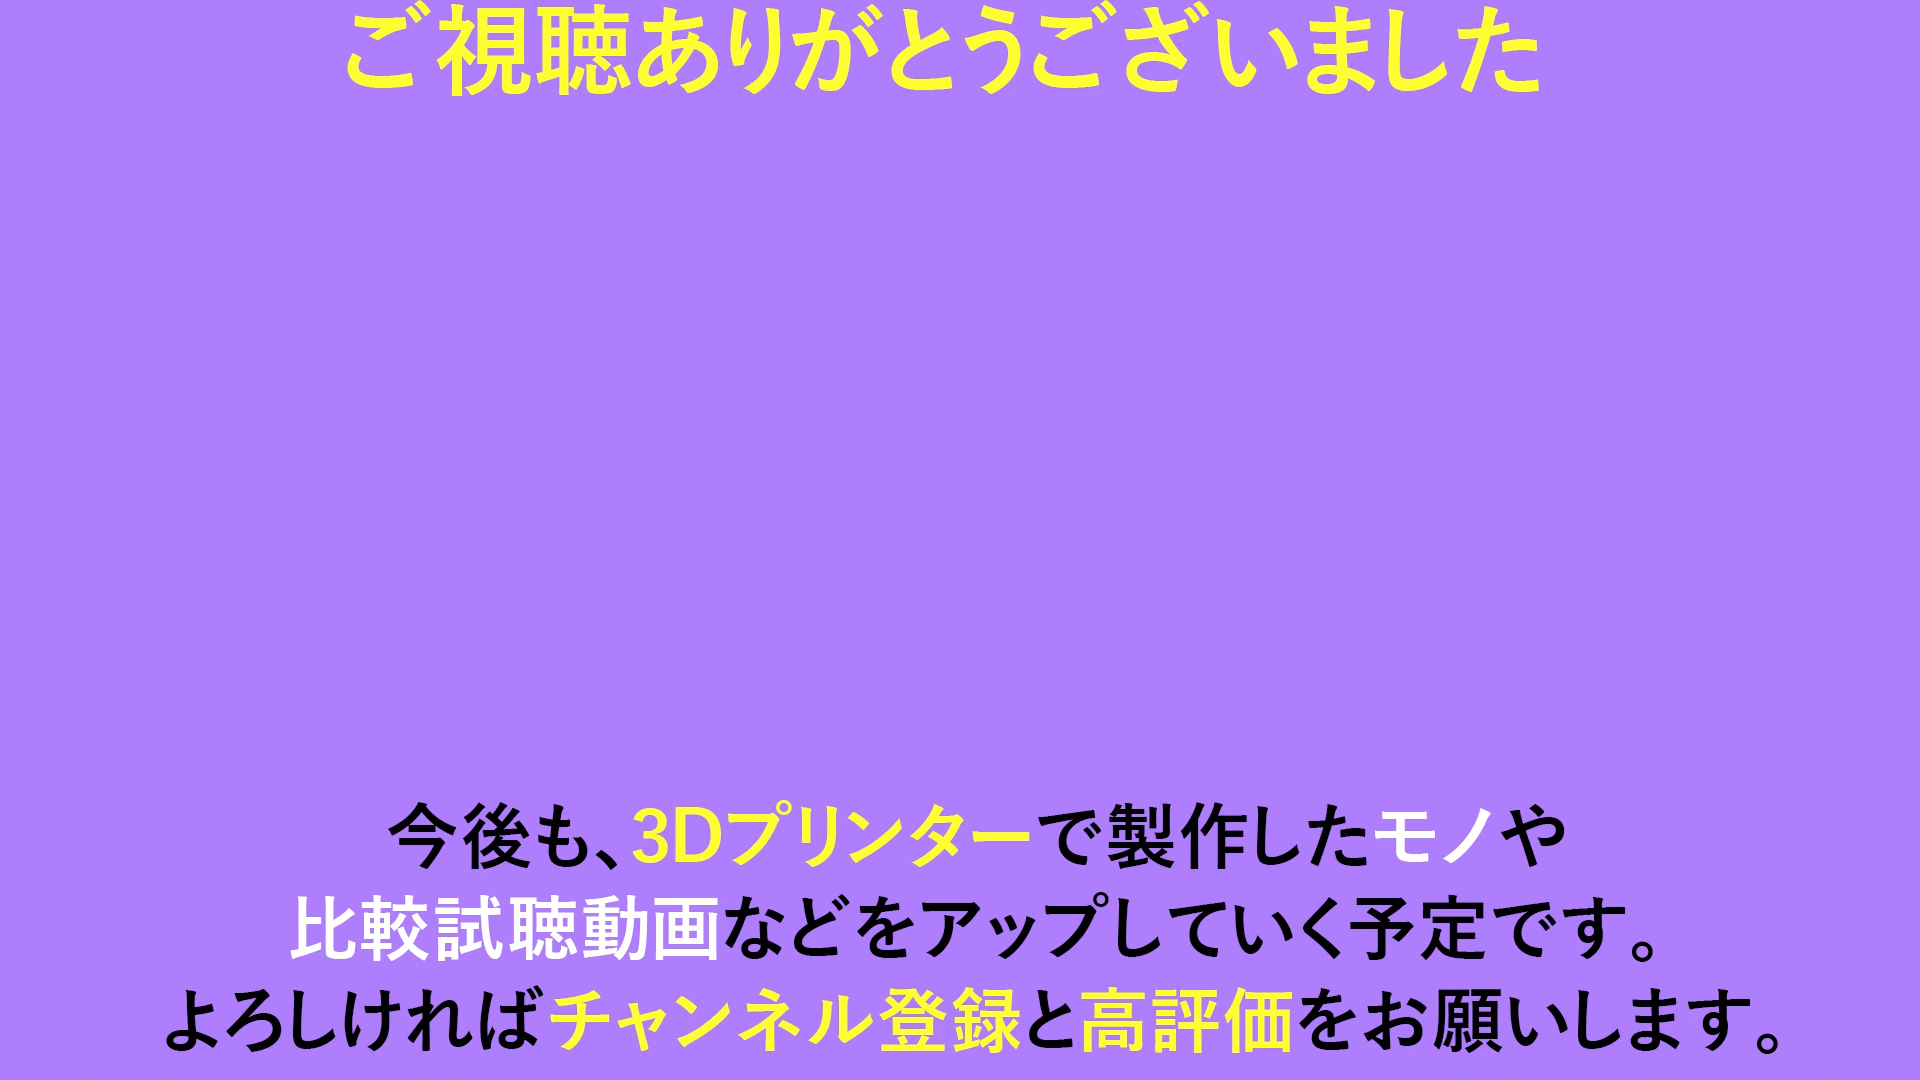 ご視聴ありがとうございました
今後も、3Dプリンターで製作したモノや
比較試聴動画などをアップしていく予定です。
よろしければチャンネル登録と高評価をお願いします。